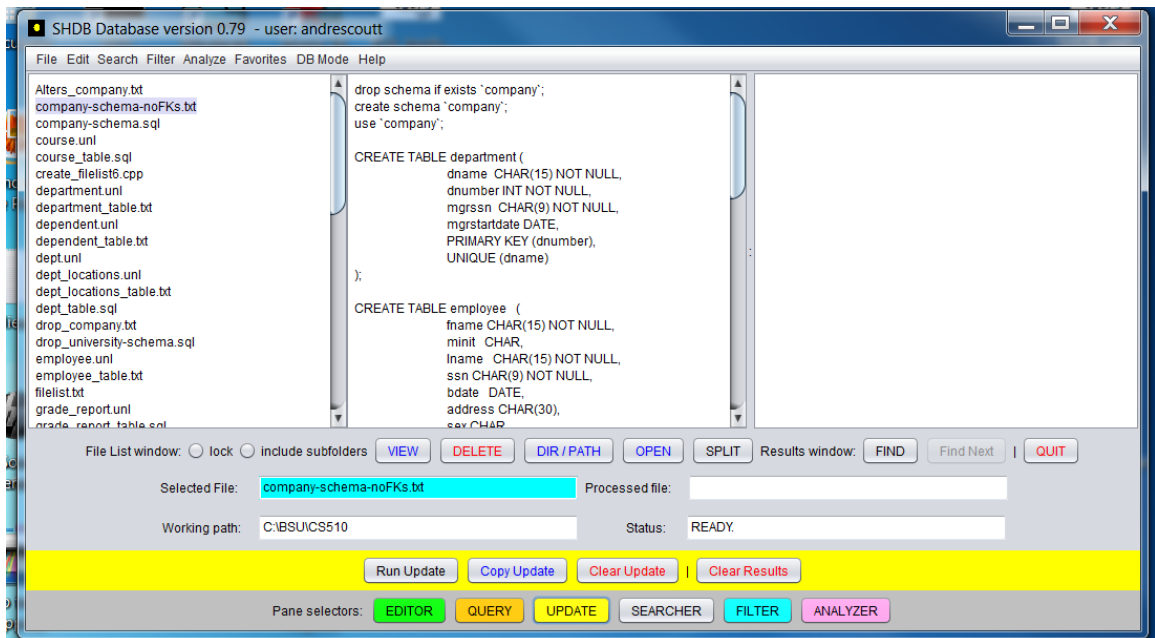 SHDB Database version 0.79 - user: andrescoutt
File Edit Search Filter Analyze Favorites DB Mode Help
Alters_company.txt
company-schema-noFKs.txt
company-schema.sql
course.unl
course_table.sql
create_filelist6.cpp
department.unl
department_table.txt
dependent.unl
dependent_table.txt
dept.unl
dept_locations.unl
dept_locations_table.txt
dept_table.sql
drop_company.txt
drop_university-schema.sql
employee.unl
employee_table.txt
filelist.txt
grade_report.unl
grade_report_table.sql
drop schema if exists `company`;
create schema `company`;
use `company`;
CREATE TABLE department (
dname CHAR(15) NOT NULL,
dnumber INT NOT NULL,
mgrssn CHAR(9) NOT NULL,
mgrstartdate DATE,
PRIMARY KEY (dnumber),
UNIQUE (dname)
);
CREATE TABLE employee (
fname CHAR(15) NOT NULL,
minit CHAR,
lname CHAR(15) NOT NULL,
ssn CHAR(9) NOT NULL,
bdate DATE,
address CHAR(30),
sex CHAR
File List window: lock include subfolders VIEW DELETE DIR / PATH OPEN SPLIT Results window: FIND Find Next | QUIT
Selected File: company-schema-noFKs.txt Processed file:
Working path: C:\BSU\CS510 Status: READY.
Run Update Copy Update Clear Update | Clear Results
Pane selectors: EDITOR QUERY UPDATE SEARCHER FILTER ANALYZER